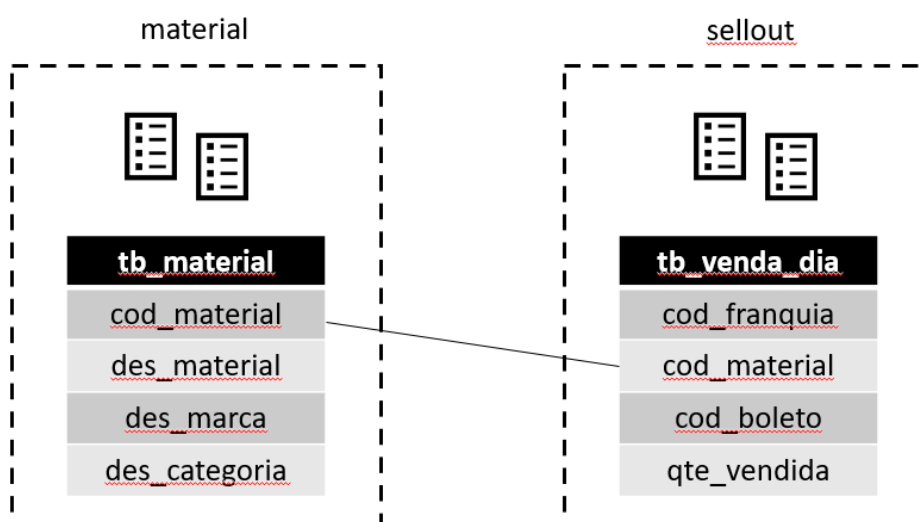 material
sellout
tb_material
cod_material
des_material
des_marca
des_categoria
tb_venda_dia
cod_franquia
cod_material
cod_boleto
qte_vendida